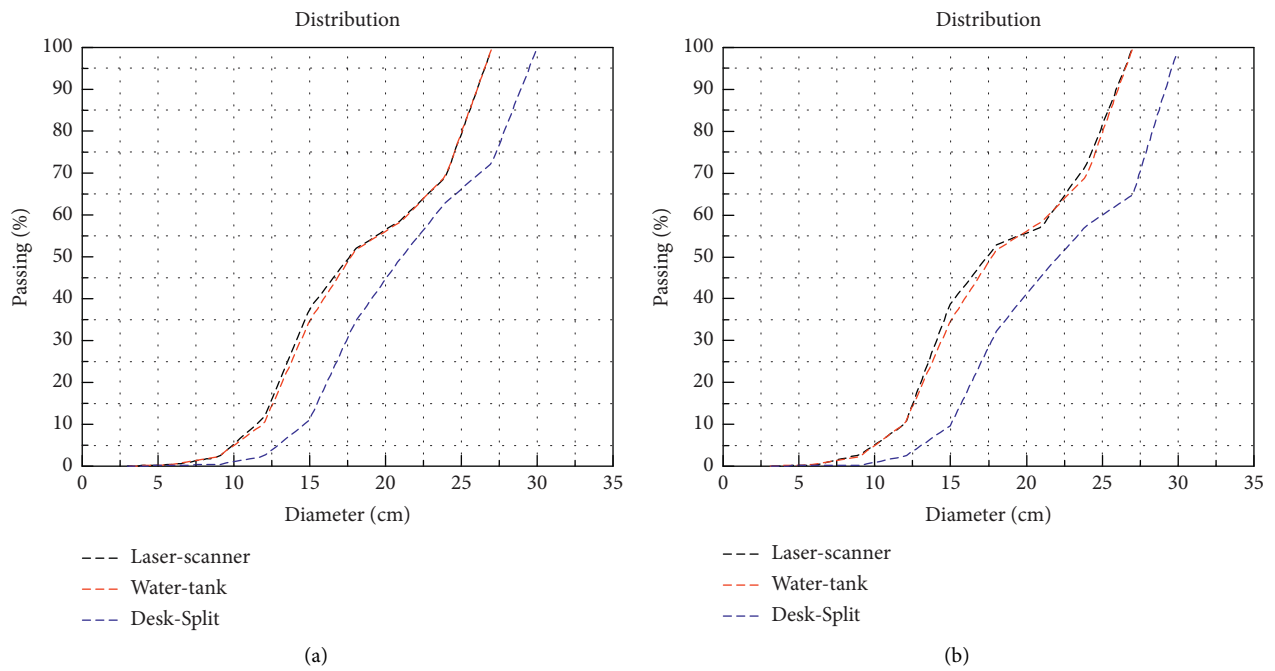 Distribution
100
90
80
70
60
50
40
30
20
10
0
Passing (%)
0 5 10 15 20 25 30 35
Diameter (cm)
Laser-scanner
Water-tank
Desk-Split
(a)
Distribution
100
90
80
70
60
50
40
30
20
10
0
Passing (%)
0 5 10 15 20 25 30 35
Diameter (cm)
Laser-scanner
Water-tank
Desk-Split
(b)